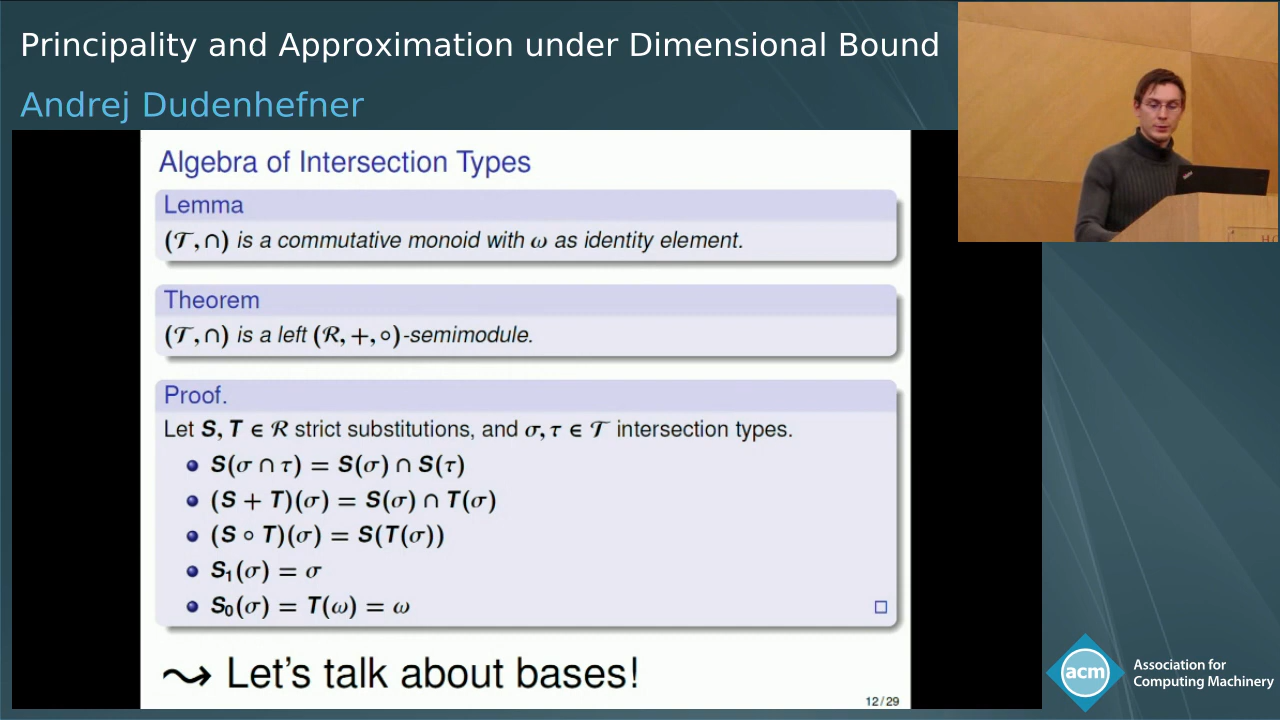 Principality and Approximation under Dimensional Bound
Andrej Dudenhefner
Algebra of Intersection Types
Lemma
(𝒯, ∩) is a commutative monoid with ω as identity element.
Theorem
(𝒯, ∩) is a left (ℛ, +, ∘)-semimodule.
Proof.
Let S, T ∈ ℛ strict substitutions, and σ, τ ∈ 𝒯 intersection types.
S(σ ∩ τ) = S(σ) ∩ S(τ)
(S + T)(σ) = S(σ) ∩ T(σ)
(S ∘ T)(σ) = S(T(σ))
S₁(σ) = σ
S₀(σ) = T(ω) = ω
□
⤳ Let's talk about bases!
12/29
acm
Association for
Computing Machinery